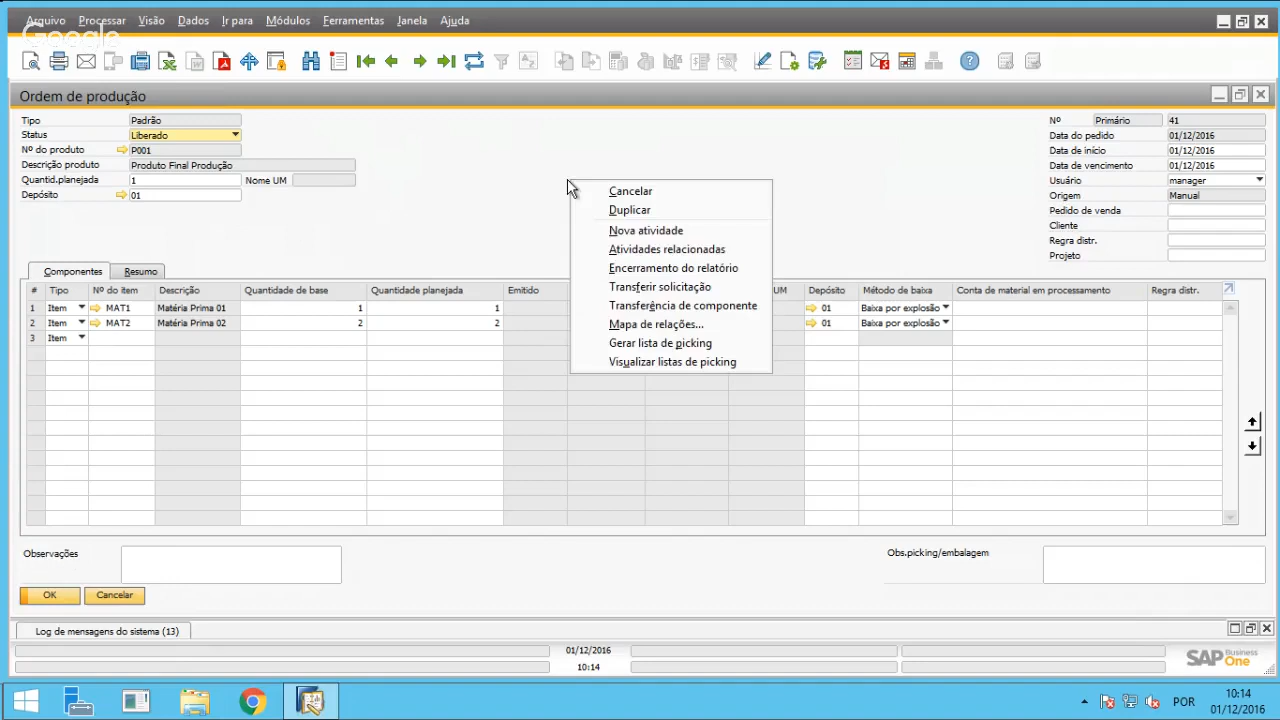 Arquivo Processar Visão Dados Ir para Módulos Ferramentas Janela Ajuda
Google
Ordem de produção
Tipo Padrão
Status Liberado
Nº do produto P001
Descrição produto Produto Final Produção
Quantid.planejada 1 Nome UM
Depósito 01
Nº Primário 41
Data do pedido 01/12/2016
Data de início 01/12/2016
Data de vencimento 01/12/2016
Usuário manager
Origem Manual
Pedido de venda
Cliente
Regra distr.
Projeto
Cancelar
Duplicar
Nova atividade
Atividades relacionadas
Encerramento do relatório
Transferir solicitação
Transferência de componente
Mapa de relações...
Gerar lista de picking
Visualizar listas de picking
Componentes Resumo
# Tipo Nº do item Descrição Quantidade de base Quantidade planejada Emitido UM Depósito Método de baixa Conta de material em processamento Regra distr.
1 Item MAT1 Matéria Prima 01 1 1 01 Baixa por explosão
2 Item MAT2 Matéria Prima 02 2 2 01 Baixa por explosão
3 Item
Observações
Obs.picking/embalagem
OK Cancelar
Log de mensagens do sistema (13)
01/12/2016
10:14
SAP Business One
POR
10:14
01/12/2016